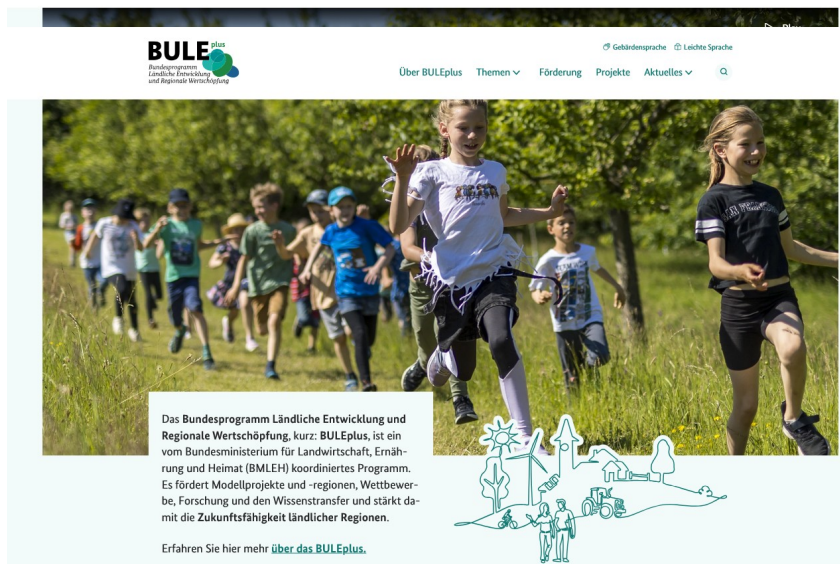 Play
BULE plus
Bundesprogramm
Ländliche Entwicklung
und Regionale Wertschöpfung
Gebärdensprache Leichte Sprache
Über BULEplus Themen Förderung Projekte Aktuelles
Das Bundesprogramm Ländliche Entwicklung und
Regionale Wertschöpfung, kurz: BULEplus, ist ein
vom Bundesministerium für Landwirtschaft, Ernäh-
rung und Heimat (BMLEH) koordiniertes Programm.
Es fördert Modellprojekte und -regionen, Wettbewer-
be, Forschung und den Wissenstransfer und stärkt da-
mit die Zukunftsfähigkeit ländlicher Regionen.
Erfahren Sie hier mehr über das BULEplus.